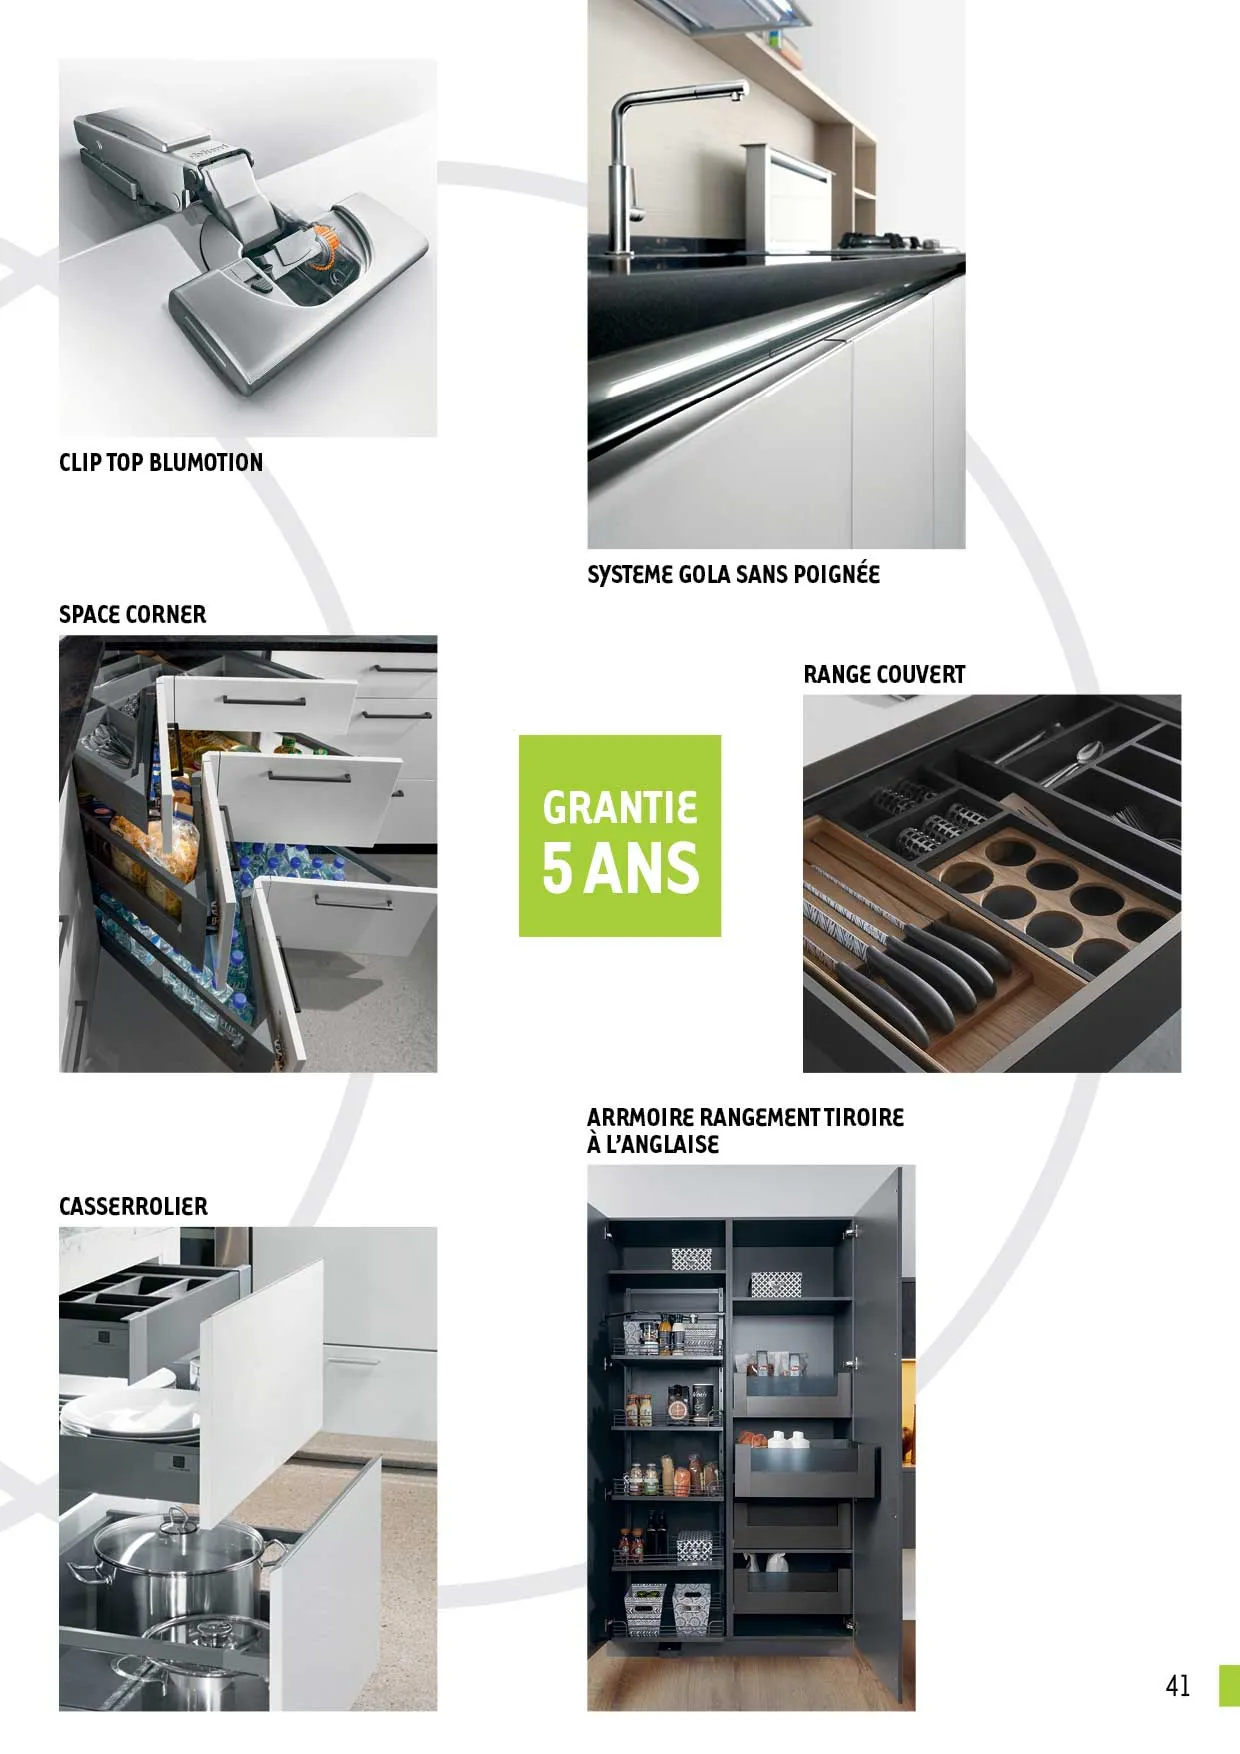 CLIP TOP BLUMOTION
SYSTEME GOLA SANS POIGNÉE
SPACE CORNER
RANGE COUVERT
GRANTIE
5 ANS
ARRMOIRE RANGEMENT TIROIRE
À L'ANGLAISE
CASSERROLIER
41